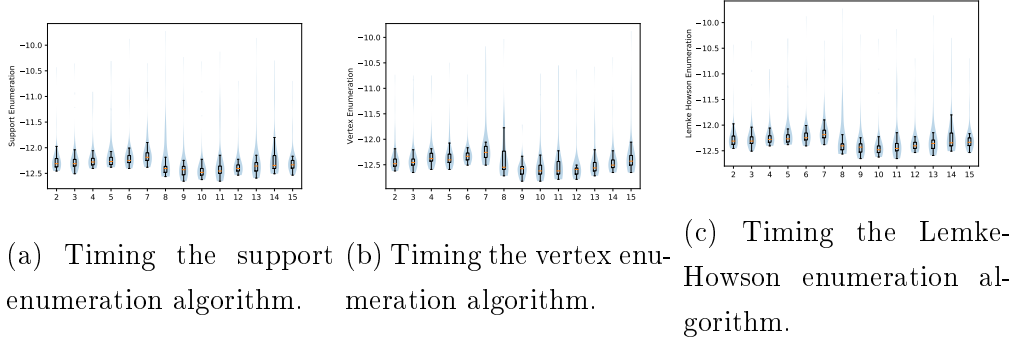 −10.0
−10.5
−11.0
−11.5
−12.0
−12.5
Support Enumeration
2 3 4 5 6 7 8 9 10 11 12 13 14 15
(a) Timing the support
enumeration algorithm.
−10.0
−10.5
−11.0
−11.5
−12.0
−12.5
Vertex Enumeration
2 3 4 5 6 7 8 9 10 11 12 13 14 15
(b) Timing the vertex enu-
meration algorithm.
−10.0
−10.5
−11.0
−11.5
−12.0
−12.5
Lemke Howson Enumeration
2 3 4 5 6 7 8 9 10 11 12 13 14 15
(c) Timing the Lemke-
Howson enumeration al-
gorithm.